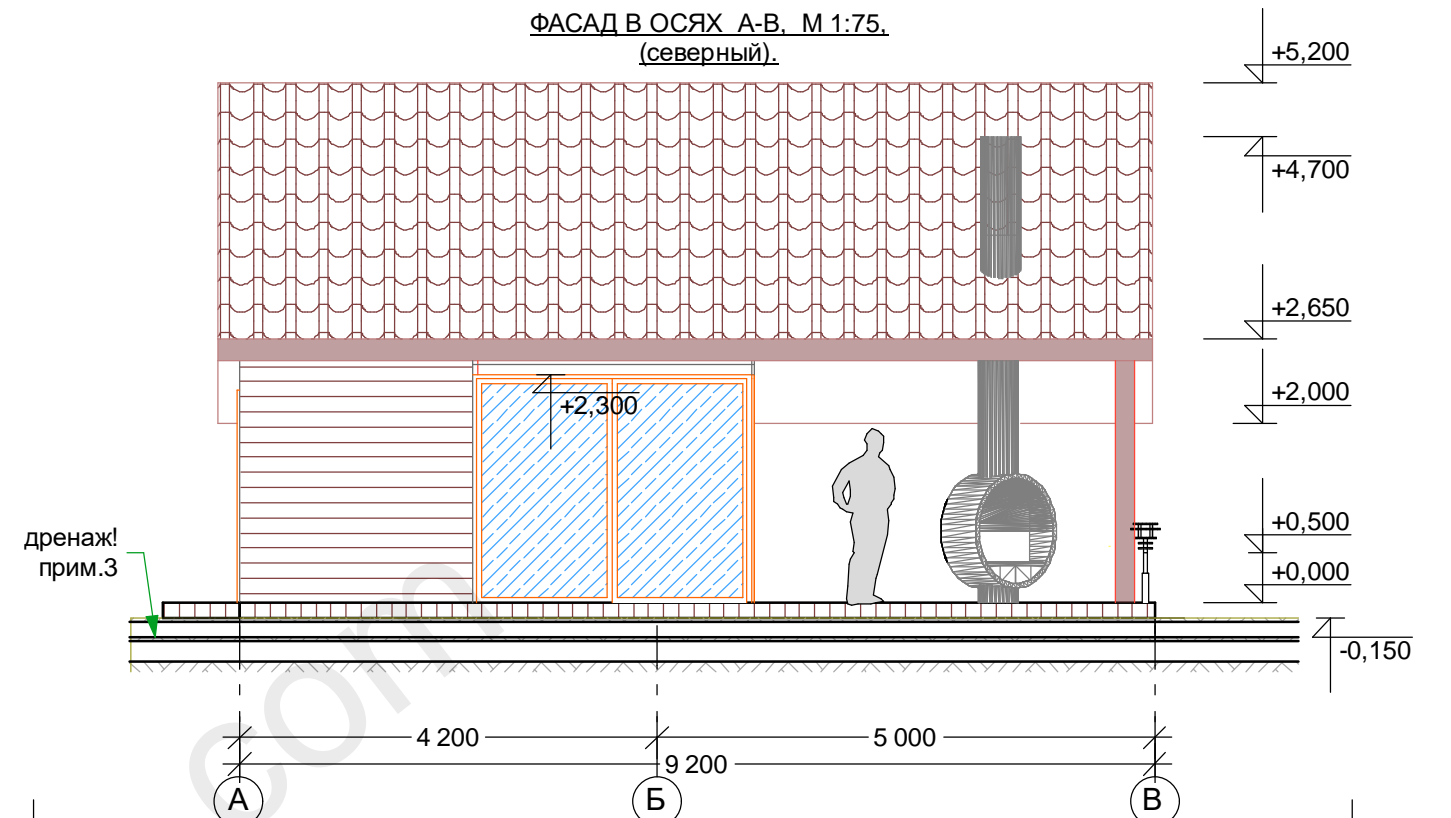 ФАСАД В ОСЯХ А-В, М 1:75,
(северный).
+5,200
+4,700
+2,650
+2,000
+2,300
+0,500
+0,000
-0,150
дренаж!
прим.3
4 200
5 000
9 200
А
Б
В
com